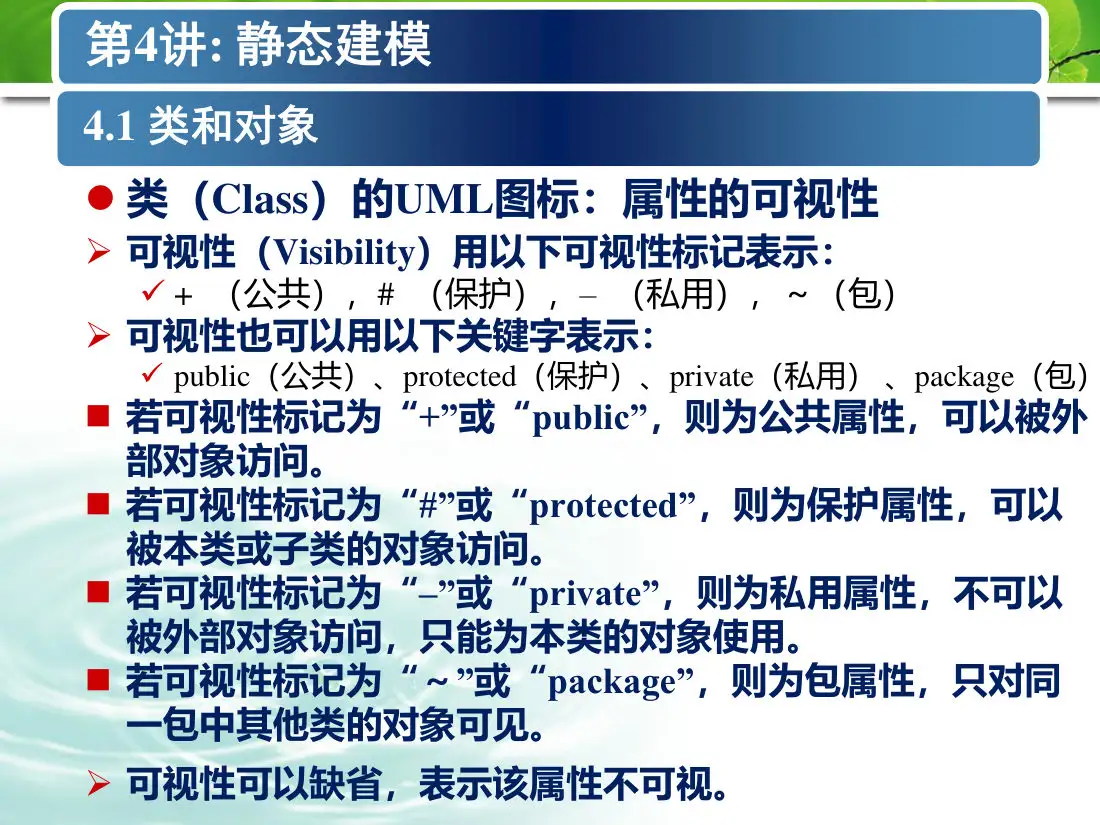 第4讲: 静态建模
4.1 类和对象
类（Class）的UML图标：属性的可视性
可视性（Visibility）用以下可视性标记表示：
+ （公共）, # （保护）, – （私用）, ～（包）
可视性也可以用以下关键字表示：
public（公共）、protected（保护）、private（私用） 、package（包）
若可视性标记为“+”或“public”，则为公共属性，可以被外
部对象访问。
若可视性标记为“#”或“protected”，则为保护属性，可以
被本类或子类的对象访问。
若可视性标记为“–”或“private”，则为私用属性，不可以
被外部对象访问，只能为本类的对象使用。
若可视性标记为“～”或“package”，则为包属性，只对同
一包中其他类的对象可见。
可视性可以缺省，表示该属性不可视。